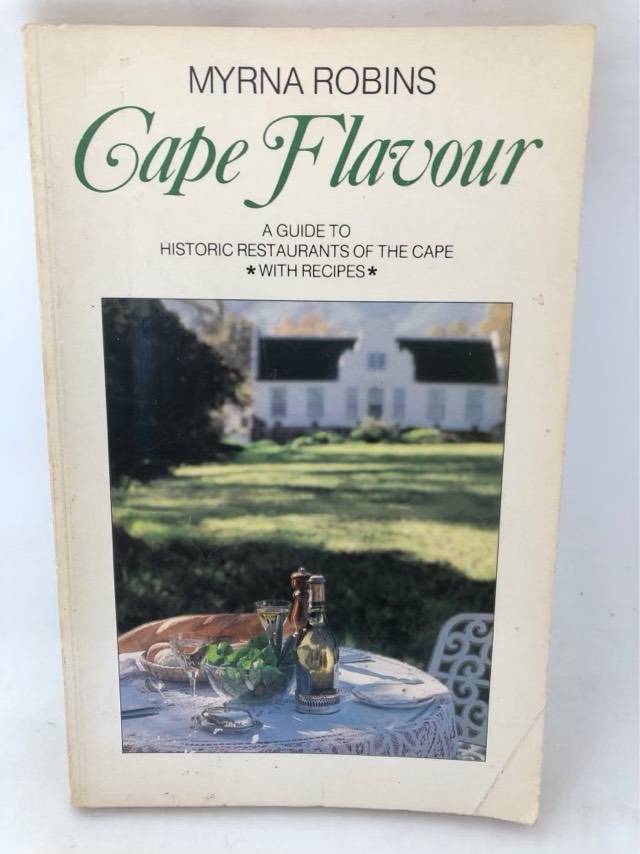 MYRNA ROBINS
Cape Flavour
A GUIDE TO
HISTORIC RESTAURANTS OF THE CAPE
*WITH RECIPES*